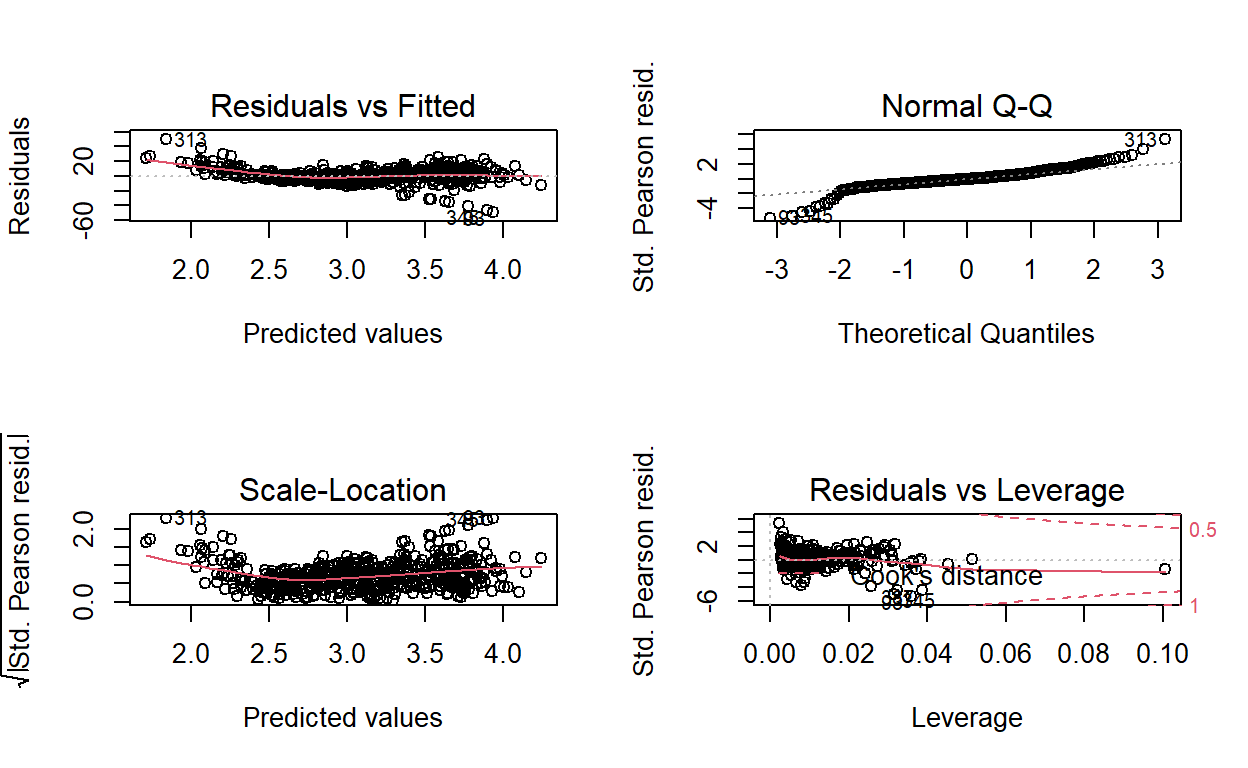 Residuals vs Fitted
Residuals
20
-60
313
2.0 2.5 3.0 3.5 4.0
Predicted values
Normal Q-Q
Std. Pearson resid.
2
-4
313
-3 -2 -1 0 1 2 3
Theoretical Quantiles
Scale-Location
√|Std. Pearson resid.|
2.0
0.0
313
2.0 2.5 3.0 3.5 4.0
Predicted values
Residuals vs Leverage
Std. Pearson resid.
2
-6
Cook's distance
0.5
1
0.00 0.02 0.04 0.06 0.08 0.10
Leverage